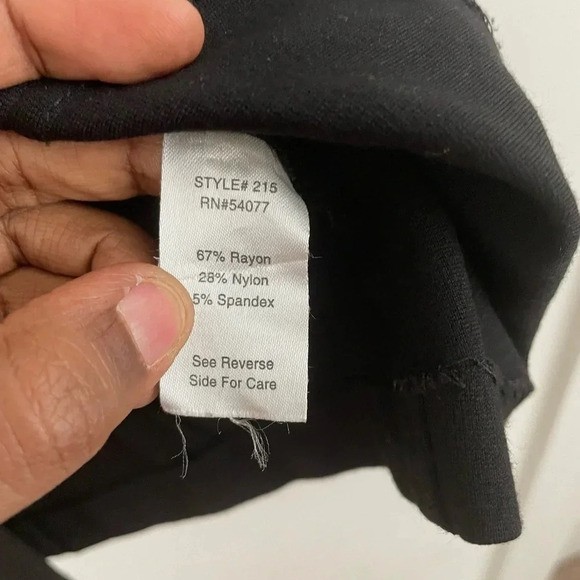 STYLE# 215
RN#54077
67% Rayon
28% Nylon
5% Spandex
See Reverse
Side For Care